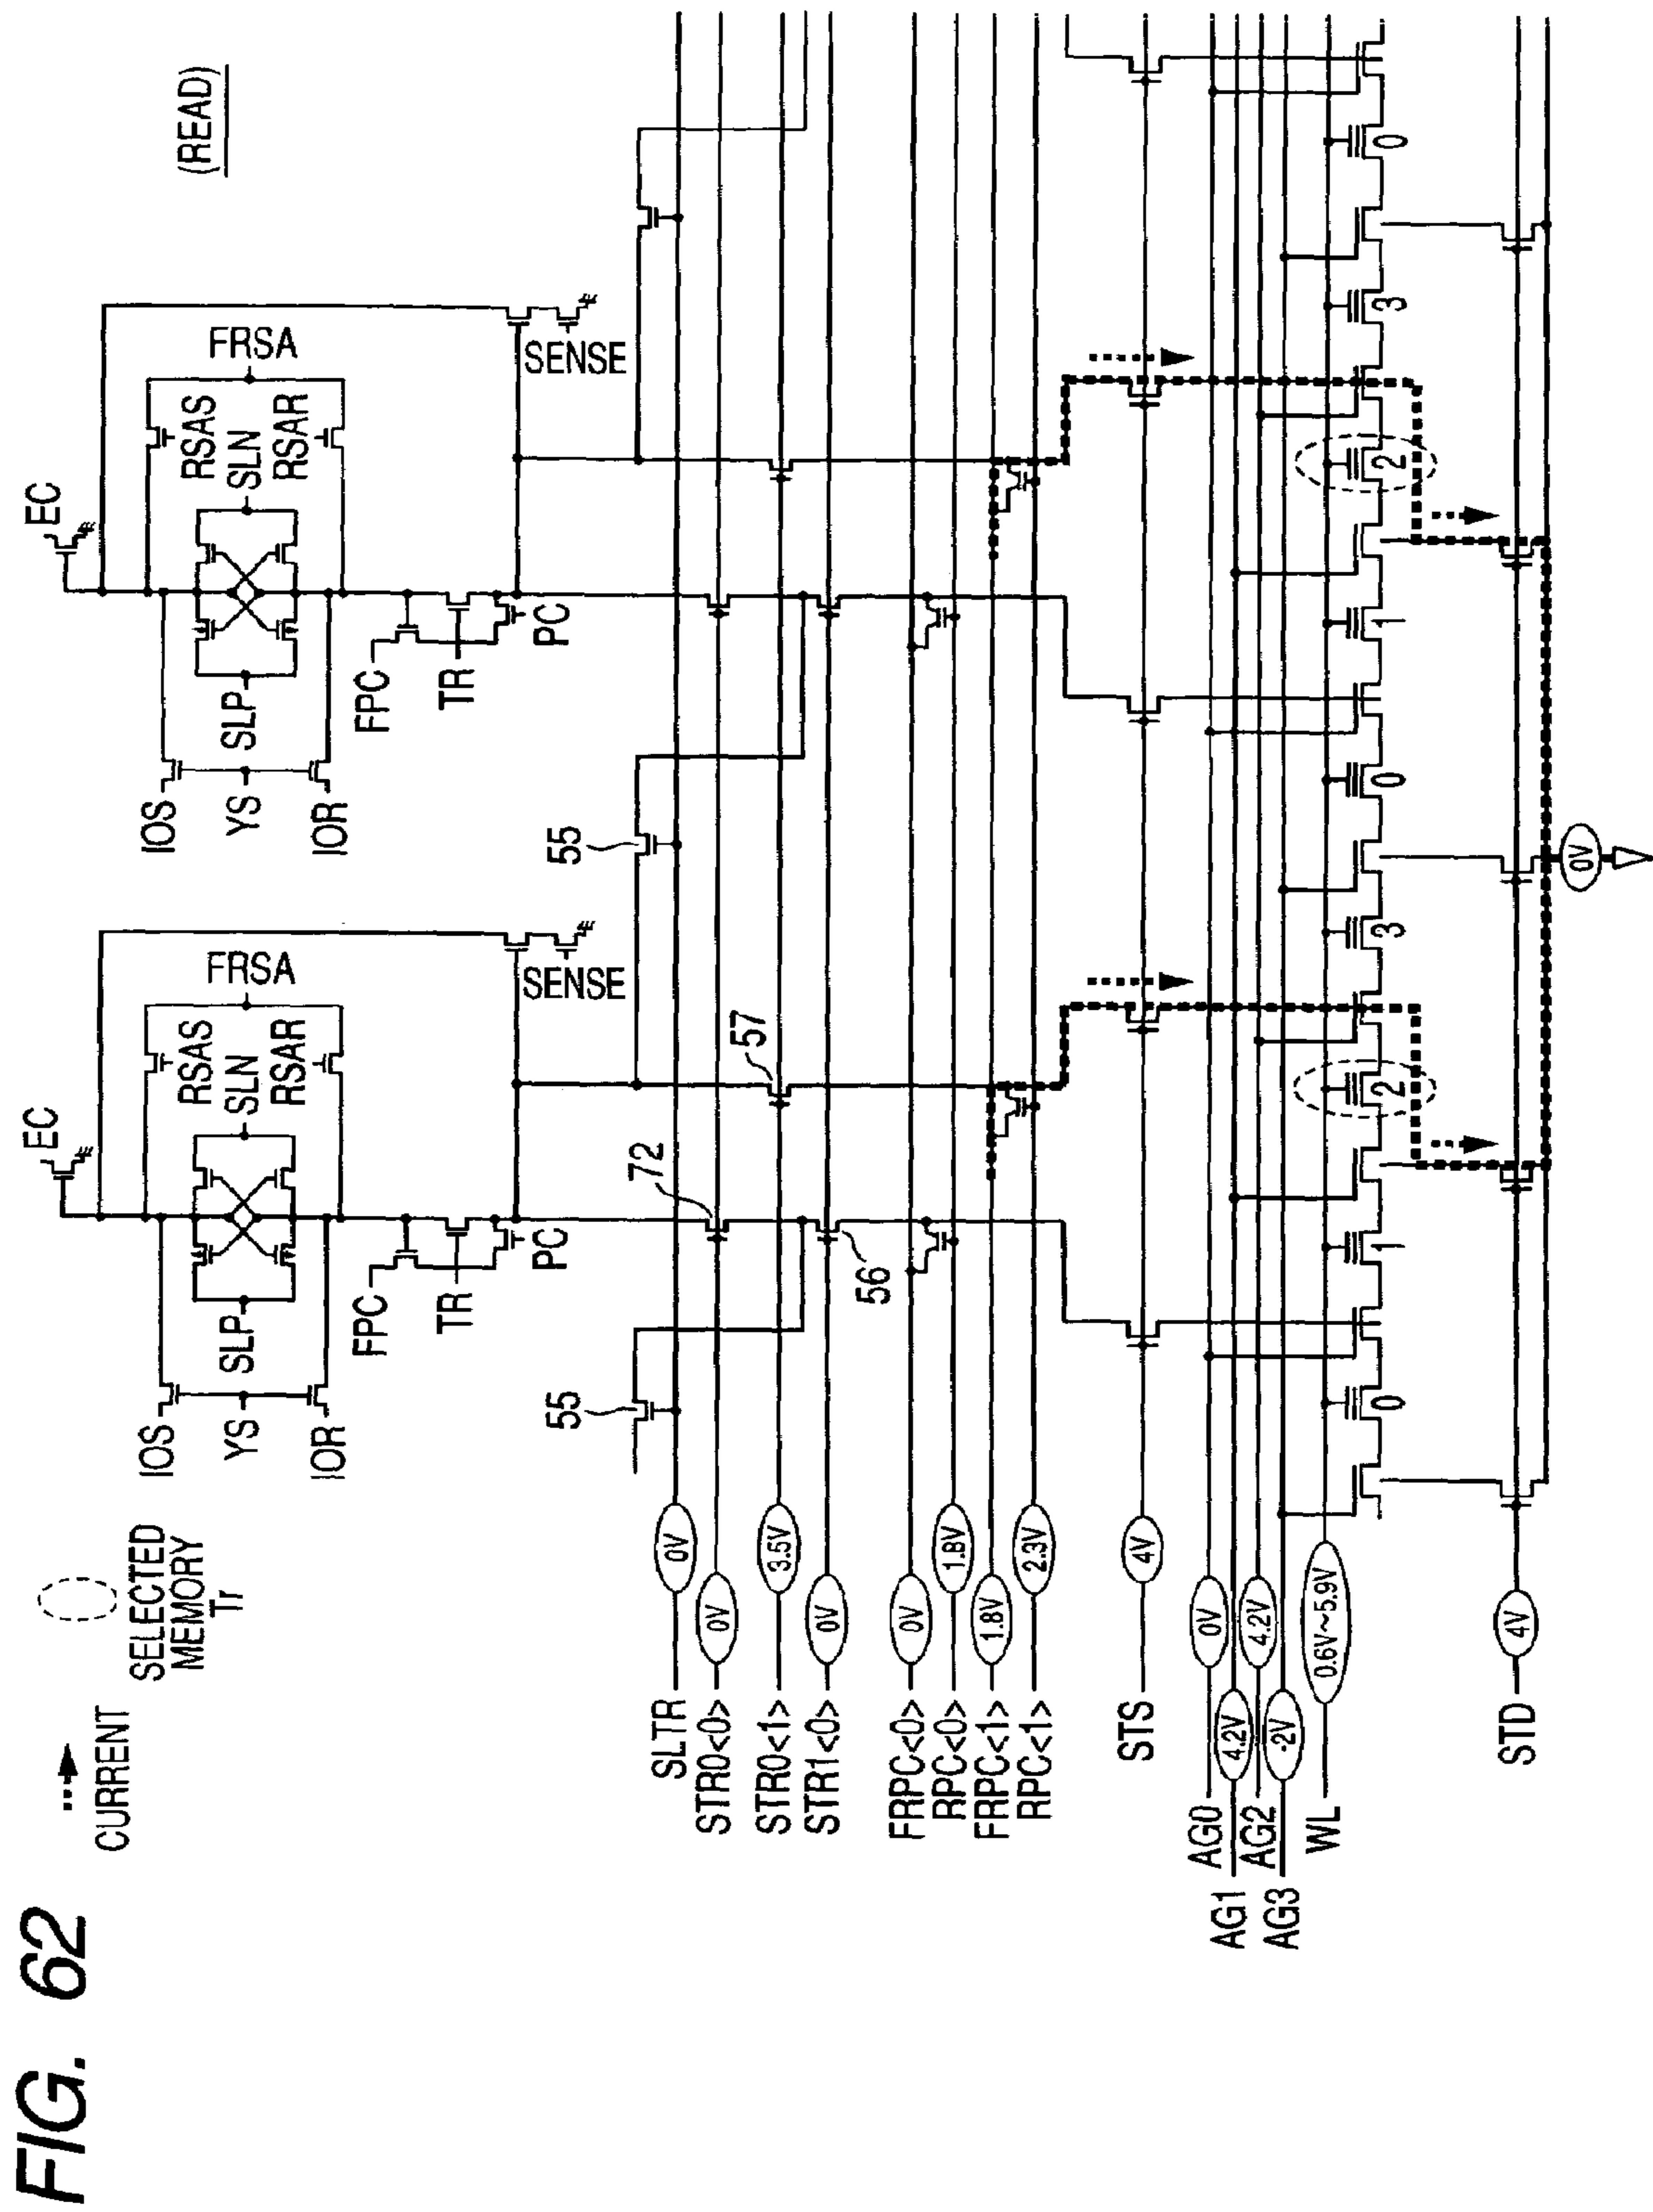 FIG. 62
(READ)
CURRENT
SELECTED
MEMORY
Tr
EC
EC
IOS
YS
IOR
SLP
FRSA
RSAS
SLN
RSAR
FPC
TR
PC
SENSE
IOS
YS
IOR
SLP
FRSA
RSAS
SLN
RSAR
FPC
TR
PC
SENSE
55
72
57
56
55
SLTR 0V
STR0<0> 0V
STR0<1> 3.5V
STR1<0> 0V
FRPC<0> 0V
RPC<0> 1.8V
FRPC<1> 1.8V
RPC<1> 2.3V
STS 4V
AG0 0V
AG1 4.2V
AG2 4.2V
AG3 -2V
WL 0.6V~5.9V
0 1 2 3 0 1 2 3 0
STD 4V
0V